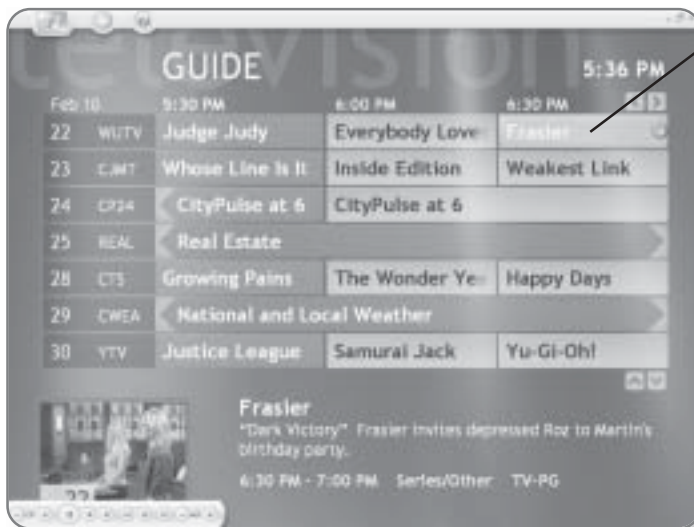 television
GUIDE
5:36 PM
Feb 10 5:30 PM 6:00 PM 6:30 PM
22 WUTV Judge Judy Everybody Love Frasier
23 CJMT Whose Line Is It Inside Edition Weakest Link
24 CP24 CityPulse at 6 CityPulse at 6
25 REAL Real Estate
28 CTS Growing Pains The Wonder Ye Happy Days
29 CWEA National and Local Weather
30 YTV Justice League Samurai Jack Yu-Gi-Oh!
Frasier
"Dark Victory" Frasier invites depressed Roz to Martin's
birthday party.
6:30 PM - 7:00 PM Series/Other TV-PG
22